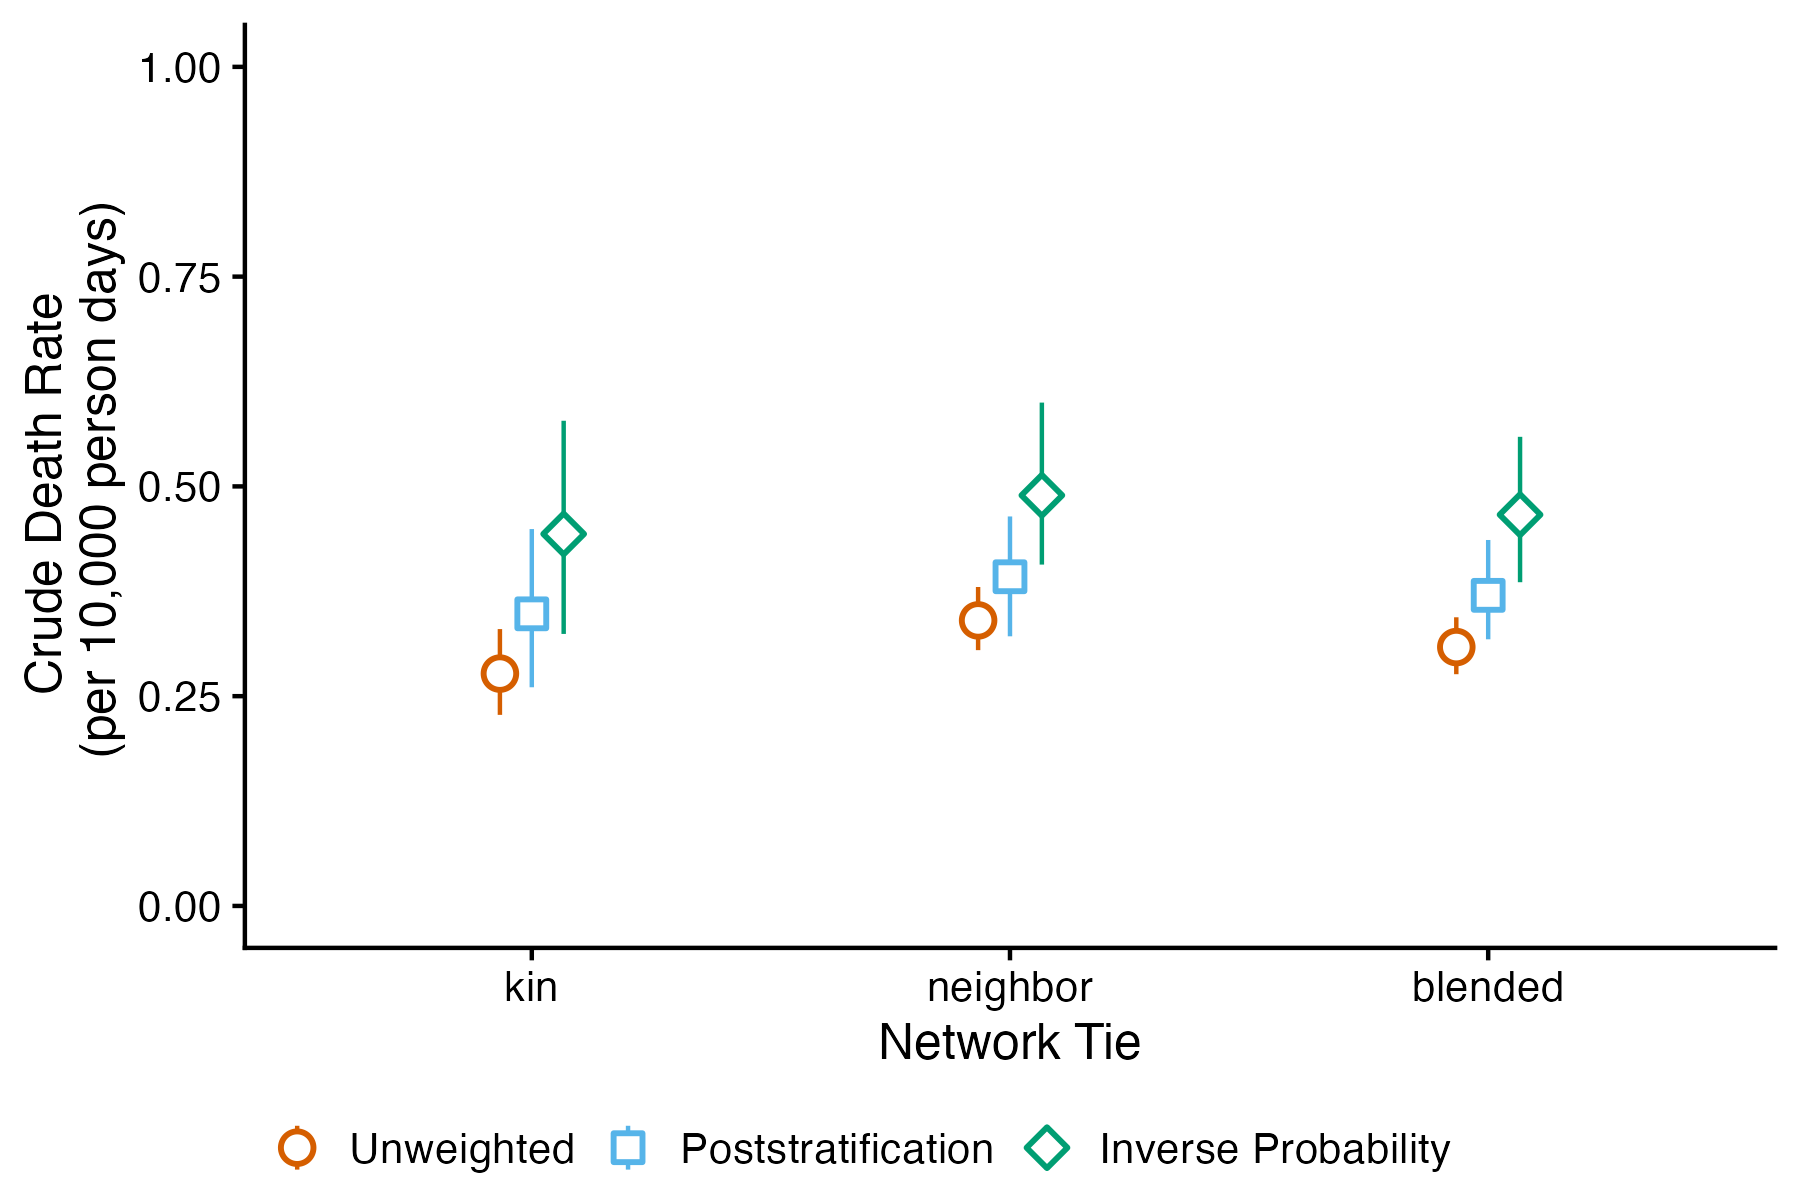 Crude Death Rate
(per 10,000 person days)
1.00
0.75
0.50
0.25
0.00
kin neighbor blended
Network Tie
Unweighted Poststratification Inverse Probability